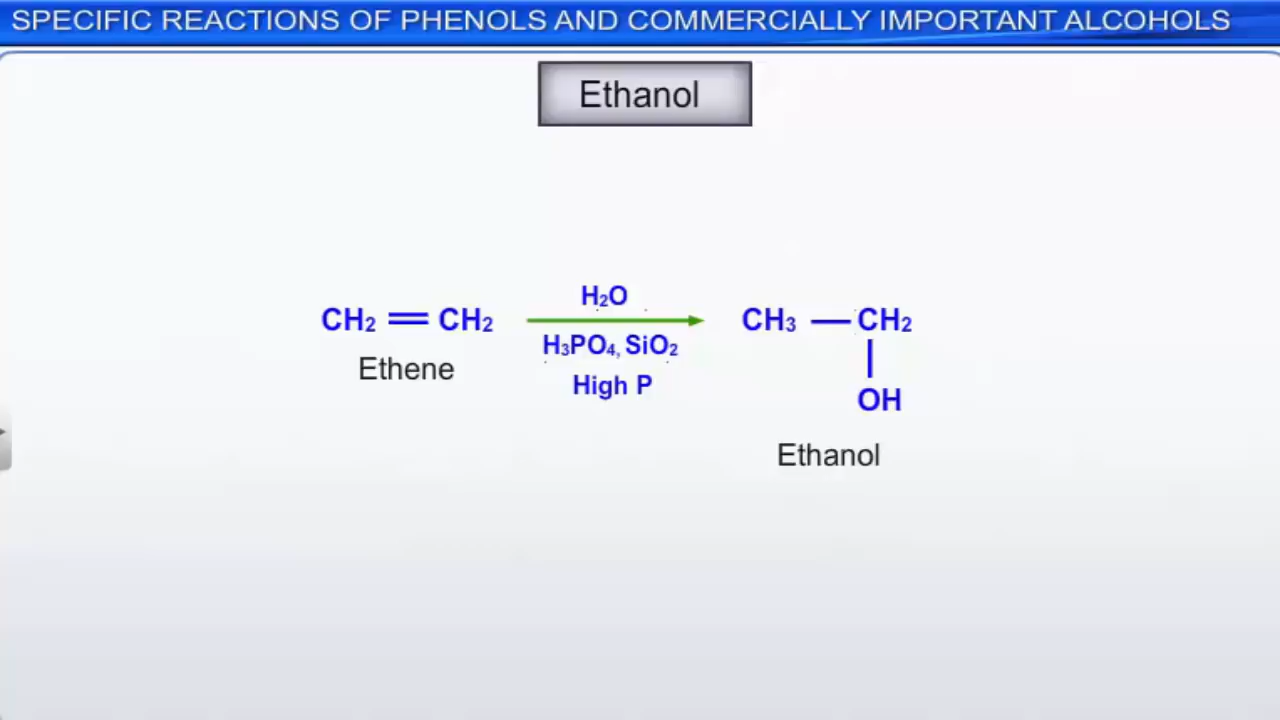 SPECIFIC REACTIONS OF PHENOLS AND COMMERCIALLY IMPORTANT ALCOHOLS
Ethanol
H₂O
CH₂ = CH₂ → CH₃ — CH₂
H₃PO₄, SiO₂
Ethene
High P
OH
Ethanol